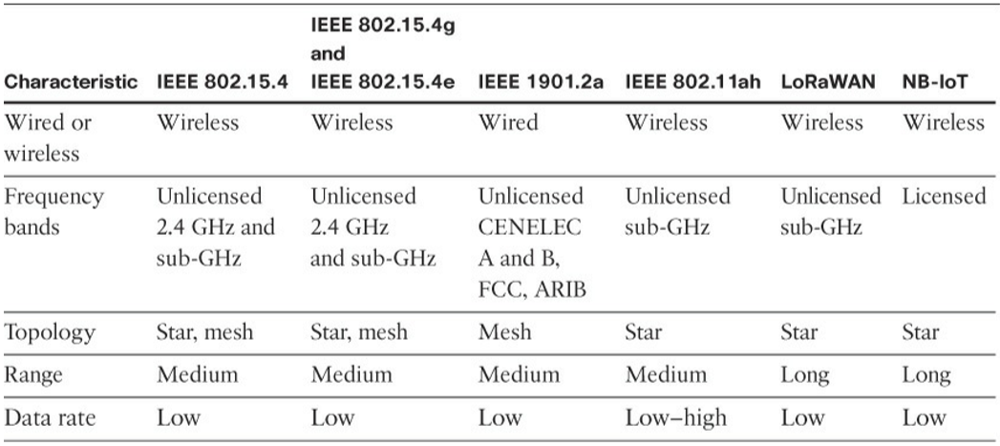 IEEE 802.15.4g
and
Characteristic IEEE 802.15.4 IEEE 802.15.4e IEEE 1901.2a IEEE 802.11ah LoRaWAN NB-IoT
Wired or Wireless Wireless Wired Wireless Wireless Wireless
wireless
Frequency Unlicensed Unlicensed Unlicensed Unlicensed Unlicensed Licensed
bands 2.4 GHz and 2.4 GHz CENELEC sub-GHz sub-GHz
sub-GHz and sub-GHz A and B,
FCC, ARIB
Topology Star, mesh Star, mesh Mesh Star Star Star
Range Medium Medium Medium Medium Long Long
Data rate Low Low Low Low–high Low Low